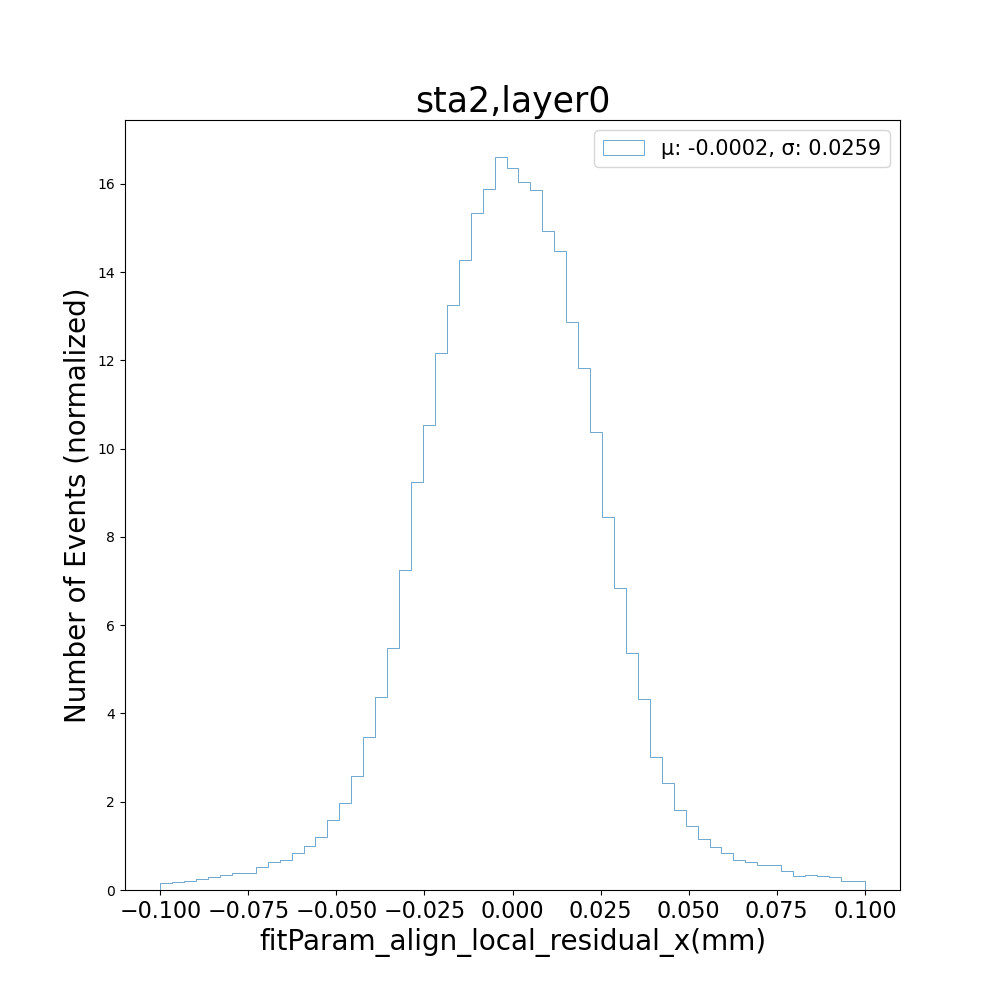 sta2,layer0
μ: -0.0002, σ: 0.0259
Number of Events (normalized)
16
14
12
10
8
6
4
2
0
−0.100 −0.075 −0.050 −0.025 0.000 0.025 0.050 0.075 0.100
fitParam_align_local_residual_x(mm)